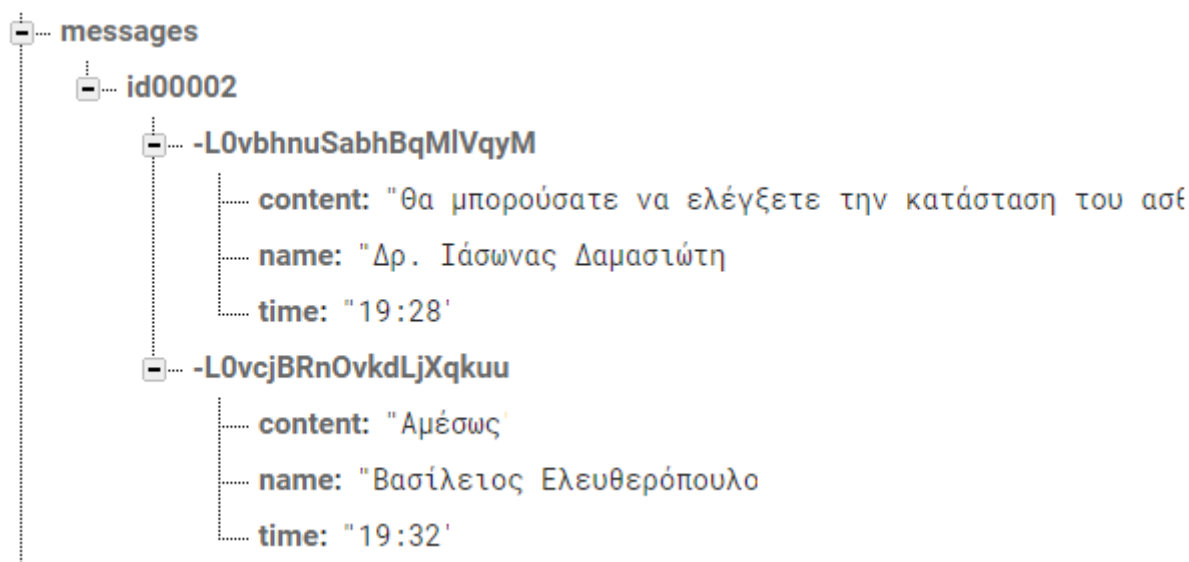 messages
id00002
-L0vbhnuSabhBqMlVqyM
content: "θα μπορούσατε να ελέγξετε την κατάσταση του
name: "Δρ. Ιάσωνας Δαμασιώτη
time: "19:28'
-L0vcjBRnOvkdLjXqkuu
content: "Αμέσως'
name: "Βασίλειος Ελευθερόπουλο
time: "19:32'